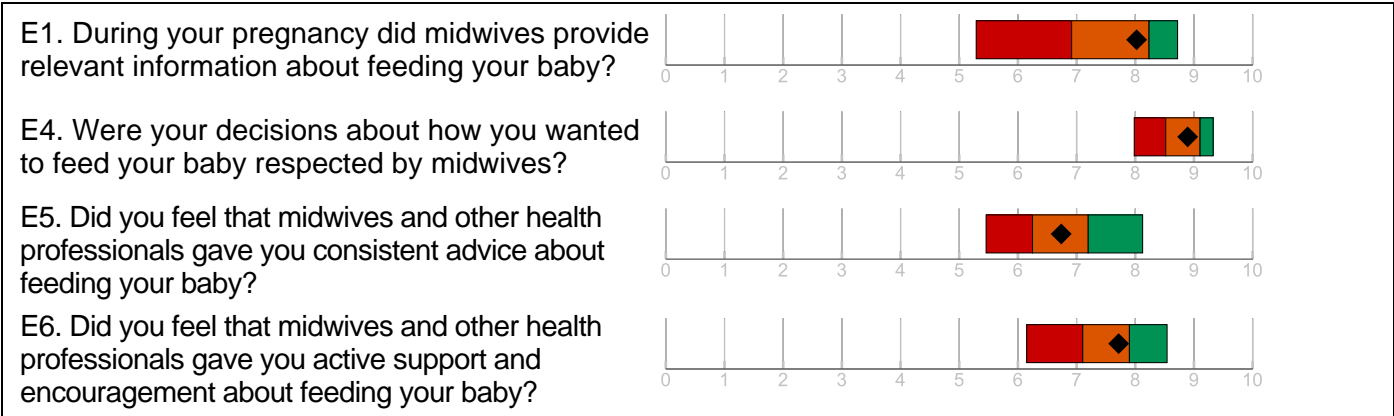 E1. During your pregnancy did midwives provide
relevant information about feeding your baby?
0 1 2 3 4 5 6 7 8 9 10
E4. Were your decisions about how you wanted
to feed your baby respected by midwives?
0 1 2 3 4 5 6 7 8 9 10
E5. Did you feel that midwives and other health
professionals gave you consistent advice about
feeding your baby?
0 1 2 3 4 5 6 7 8 9 10
E6. Did you feel that midwives and other health
professionals gave you active support and
encouragement about feeding your baby?
0 1 2 3 4 5 6 7 8 9 10